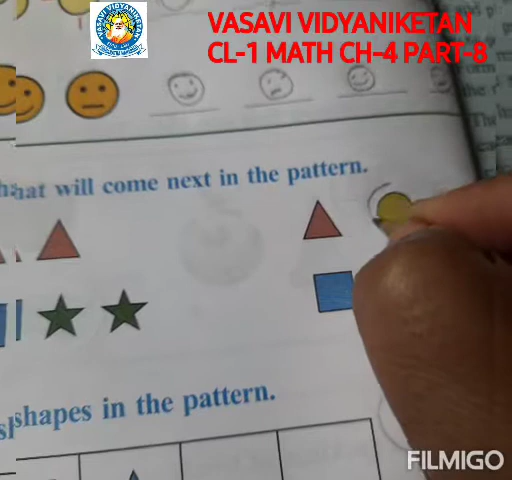 VASAVI VIDYANIKETAN
CL-1 MATH CH-4 PART-8
will come next in the pattern.
shapes in the pattern.
FILMIGO